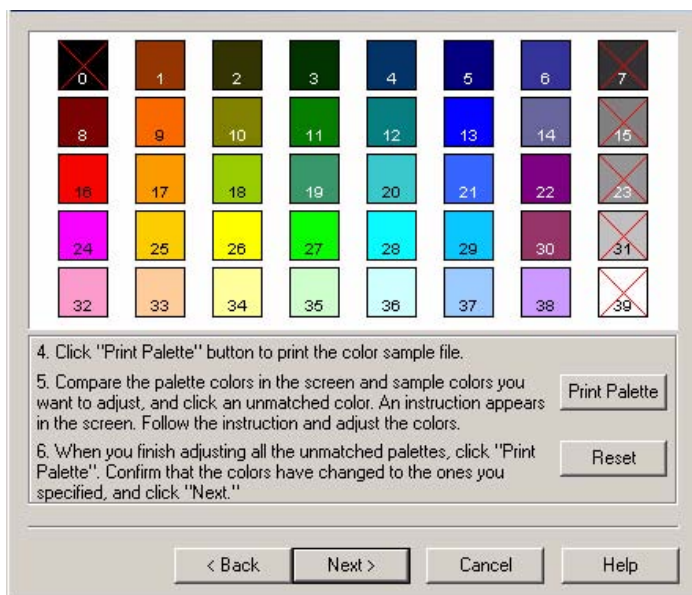 0 1 2 3 4 5 6 7
8 9 10 11 12 13 14 15
16 17 18 19 20 21 22 23
24 25 26 27 28 29 30 31
32 33 34 35 36 37 38 39
4. Click "Print Palette" button to print the color sample file.
5. Compare the palette colors in the screen and sample colors you
want to adjust, and click an unmatched color. An instruction appears
in the screen. Follow the instruction and adjust the colors.
Print Palette
6. When you finish adjusting all the unmatched palettes, click "Print
Palette". Confirm that the colors have changed to the ones you
specified, and click "Next."
Reset
< Back
Next >
Cancel
Help